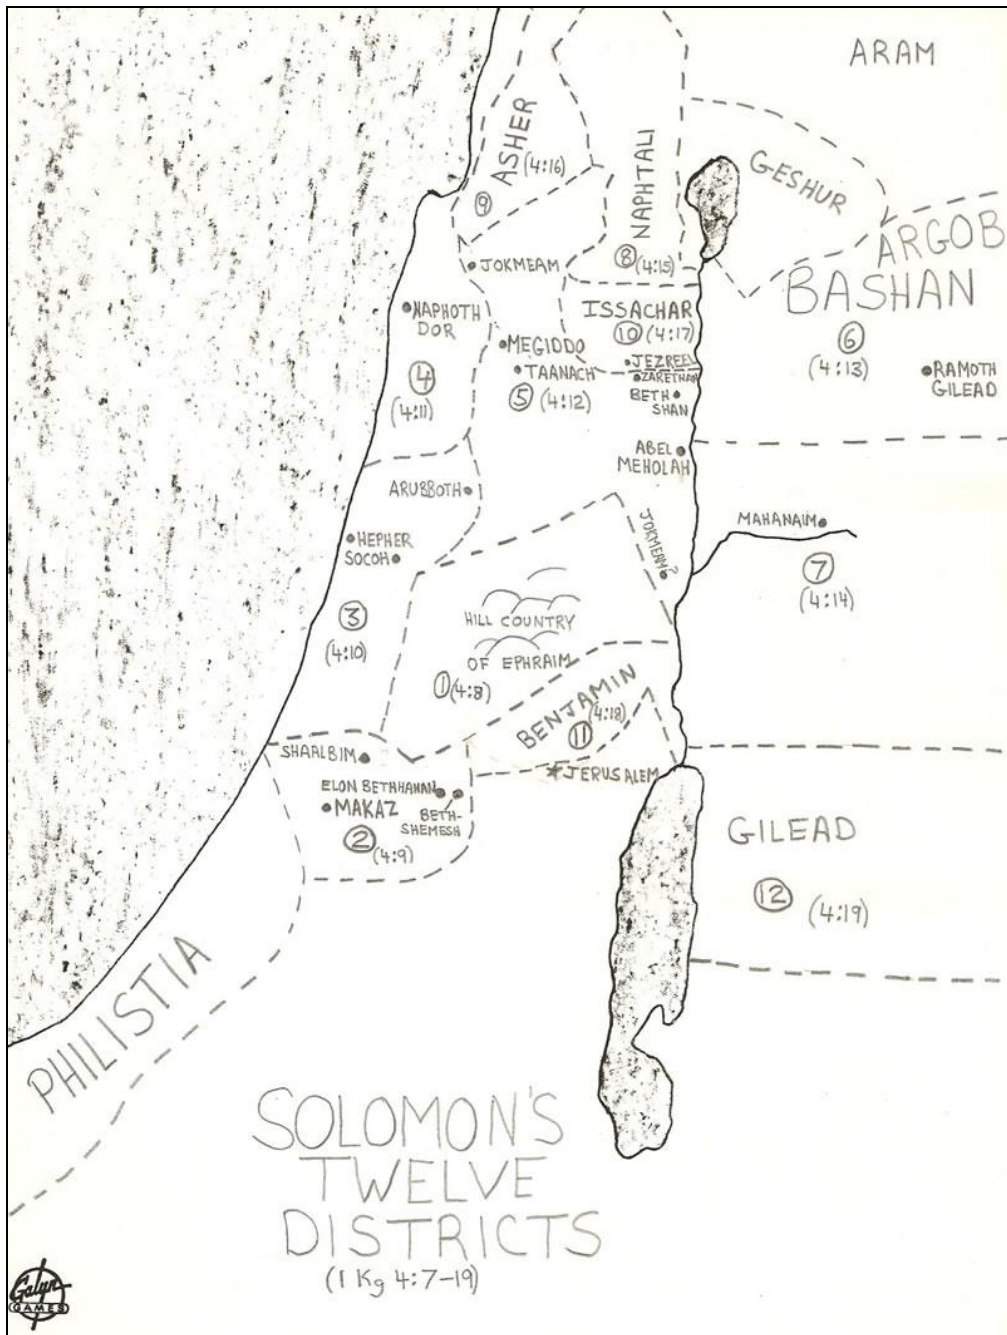 ARAM
ASHER
(4:16)
9
NAPHTALI
8 (4:15)
GESHUR
ARGOB
BASHAN
6
(4:13)
RAMOTH
GILEAD
JOKMEAM
NAPHOTH
DOR
4
(4:11)
ISSACHAR
10 (4:17)
MEGIDDO
TAANACH
5 (4:12)
JEZREEL
ZARETHAN
BETH
SHAN
ABEL
MEHOLAH
ARUBBOTH
HEPHER
SOCOH
3
(4:10)
JOKMEAM?
MAHANAIM
7
(4:14)
HILL COUNTRY
OF EPHRAIM
1 (4:8)
BENJAMIN
(4:18)
11
SHAALBIM
JERUSALEM
ELON BETHHANAN
MAKAZ
BETH-
SHEMESH
2 (4:9)
GILEAD
12 (4:19)
PHILISTIA
SOLOMON'S
TWELVE
DISTRICTS
(1 Kg 4:7-19)
Galyn
GAMES